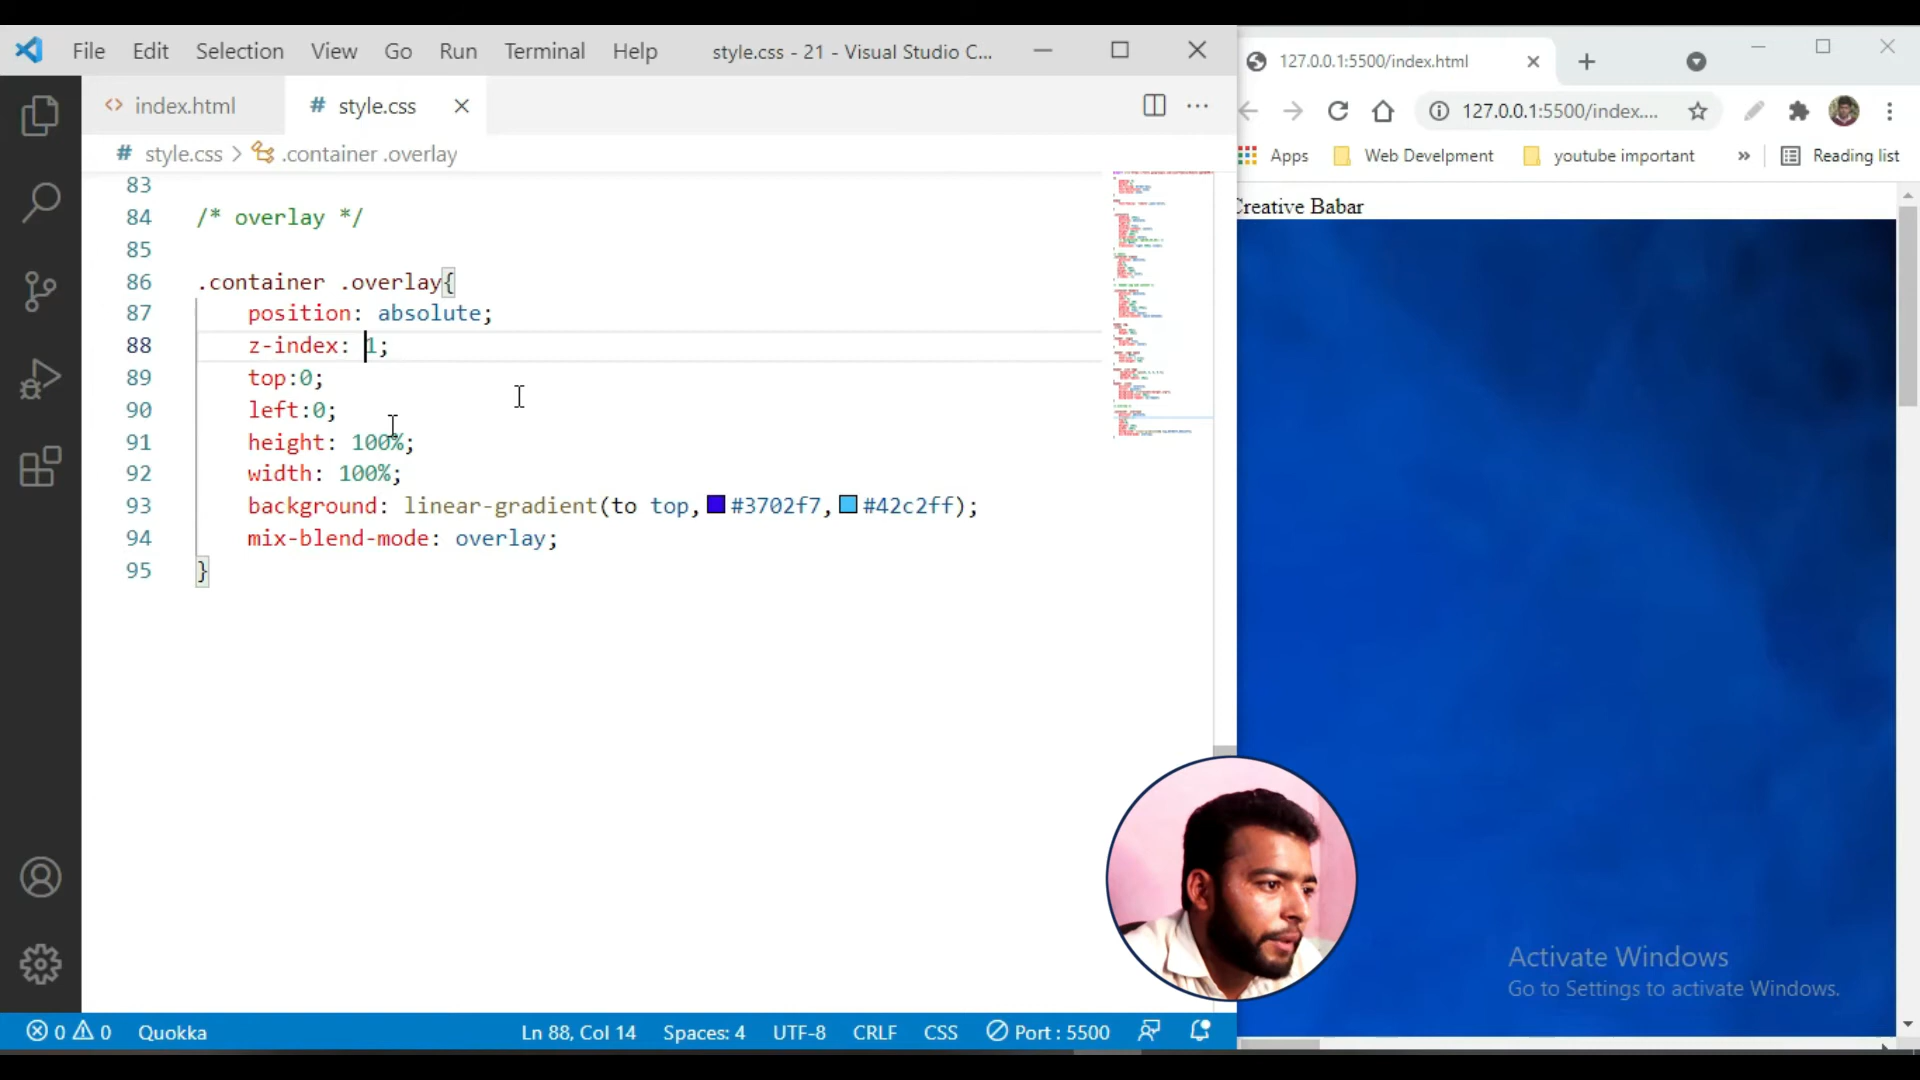 File Edit Selection View Go Run Terminal Help style.css - 21 - Visual Studio C...
index.html style.css
style.css > .container .overlay
83
84 /* overlay */
85
86 .container .overlay{
87 position: absolute;
88 z-index: 1;
89 top:0;
90 left:0;
91 height: 100%;
92 width: 100%;
93 background: linear-gradient(to top, #3702f7, #42c2ff);
94 mix-blend-mode: overlay;
95 }
0 0 Quokka Ln 88, Col 14 Spaces: 4 UTF-8 CRLF CSS Port : 5500
127.0.0.1:5500/index.html
127.0.0.1:5500/index....
Apps Web Develpment youtube important » Reading list
Creative Babar
Activate Windows
Go to Settings to activate Windows.